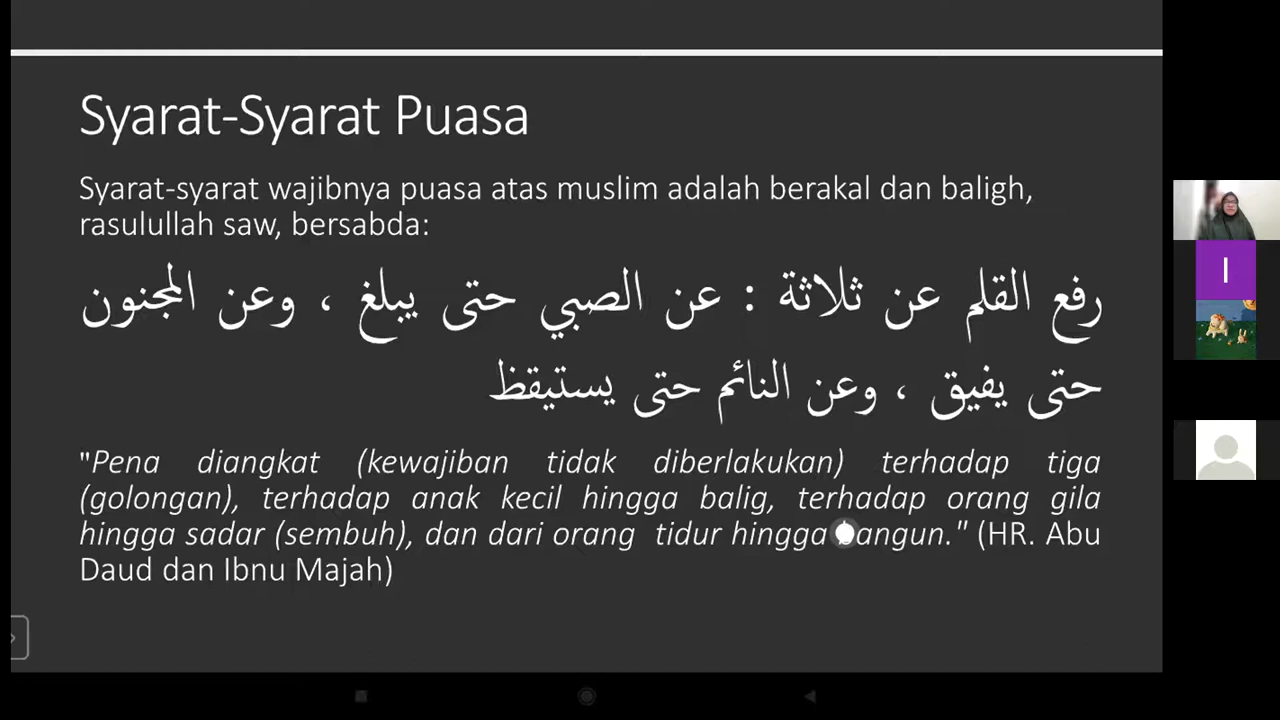 Syarat-Syarat Puasa
Syarat-syarat wajibnya puasa atas muslim adalah berakal dan baligh,
rasulullah saw, bersabda:
رفع القلم عن ثلاثة : عن الصبي حتى يبلغ ، وعن المجنون
حتى يفيق ، وعن النائم حتى يستيقظ
"Pena diangkat (kewajiban tidak diberlakukan) terhadap tiga
(golongan), terhadap anak kecil hingga balig, terhadap orang gila
hingga sadar (sembuh), dan dari orang tidur hingga bangun." (HR. Abu
Daud dan Ibnu Majah)
I